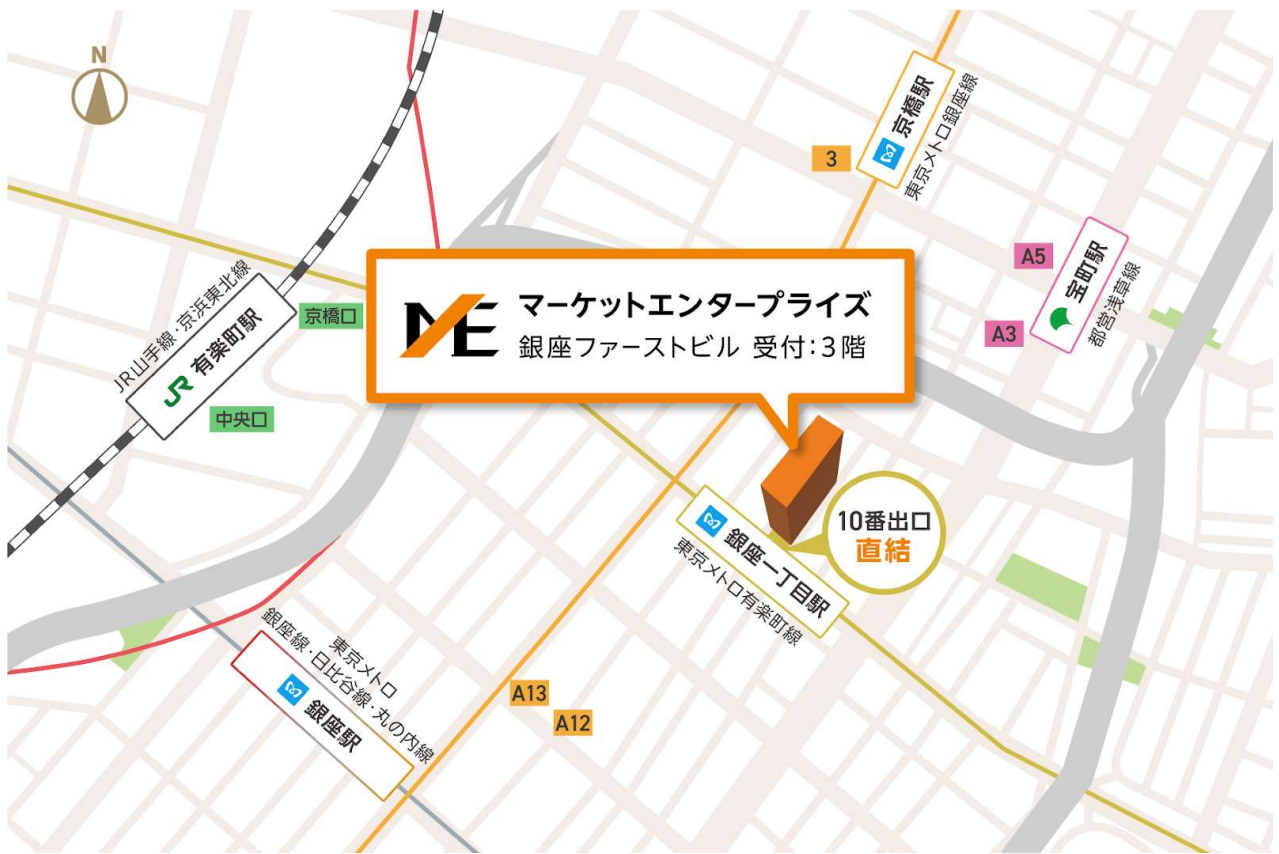 N
京橋駅
東京メトロ銀座線
3
A5
宝町駅
都営浅草線
A3
JR山手線・京浜東北線
JR 有楽町駅
京橋口
中央口
ME マーケットエンタープライズ
銀座ファーストビル 受付:3階
10番出口
直結
銀座一丁目駅
東京メトロ有楽町線
東京メトロ
銀座線・日比谷線・丸の内線
銀座駅
A13
A12